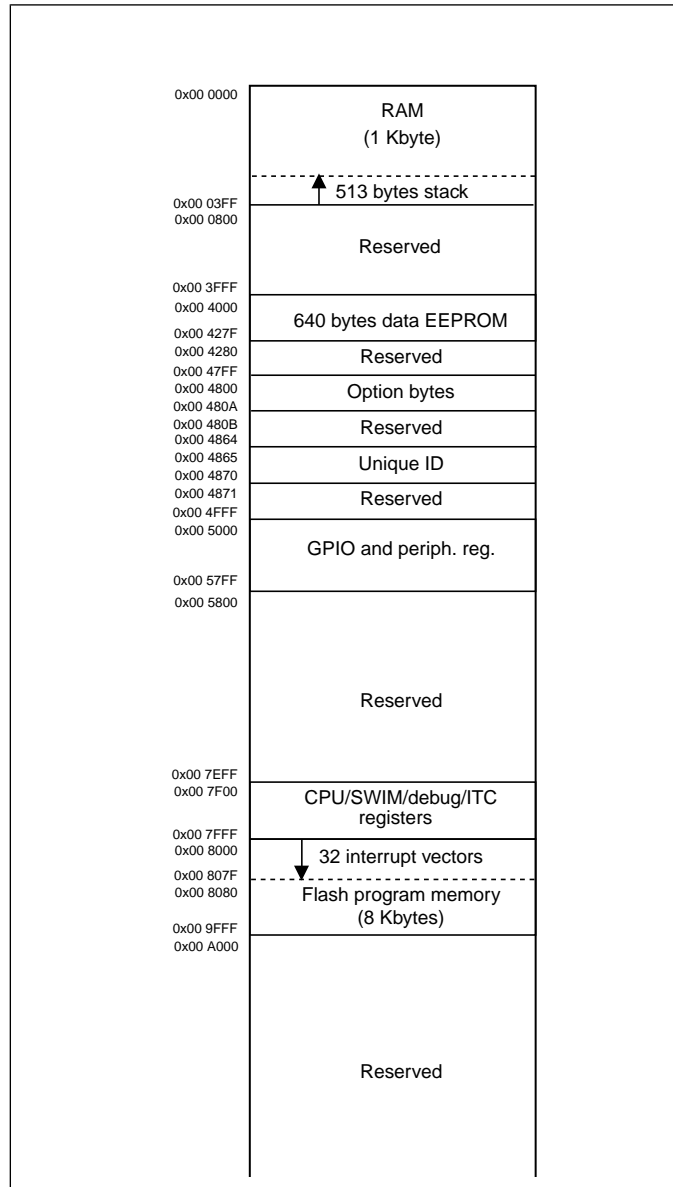 0x00 0000
RAM
(1 Kbyte)
513 bytes stack
0x00 03FF
0x00 0800
Reserved
0x00 3FFF
0x00 4000
640 bytes data EEPROM
0x00 427F
0x00 4280
Reserved
0x00 47FF
0x00 4800
Option bytes
0x00 480A
0x00 480B
Reserved
0x00 4864
0x00 4865
Unique ID
0x00 4870
0x00 4871
Reserved
0x00 4FFF
0x00 5000
GPIO and periph. reg.
0x00 57FF
0x00 5800
Reserved
0x00 7EFF
0x00 7F00
CPU/SWIM/debug/ITC
registers
0x00 7FFF
0x00 8000
32 interrupt vectors
0x00 807F
0x00 8080
Flash program memory
(8 Kbytes)
0x00 9FFF
0x00 A000
Reserved